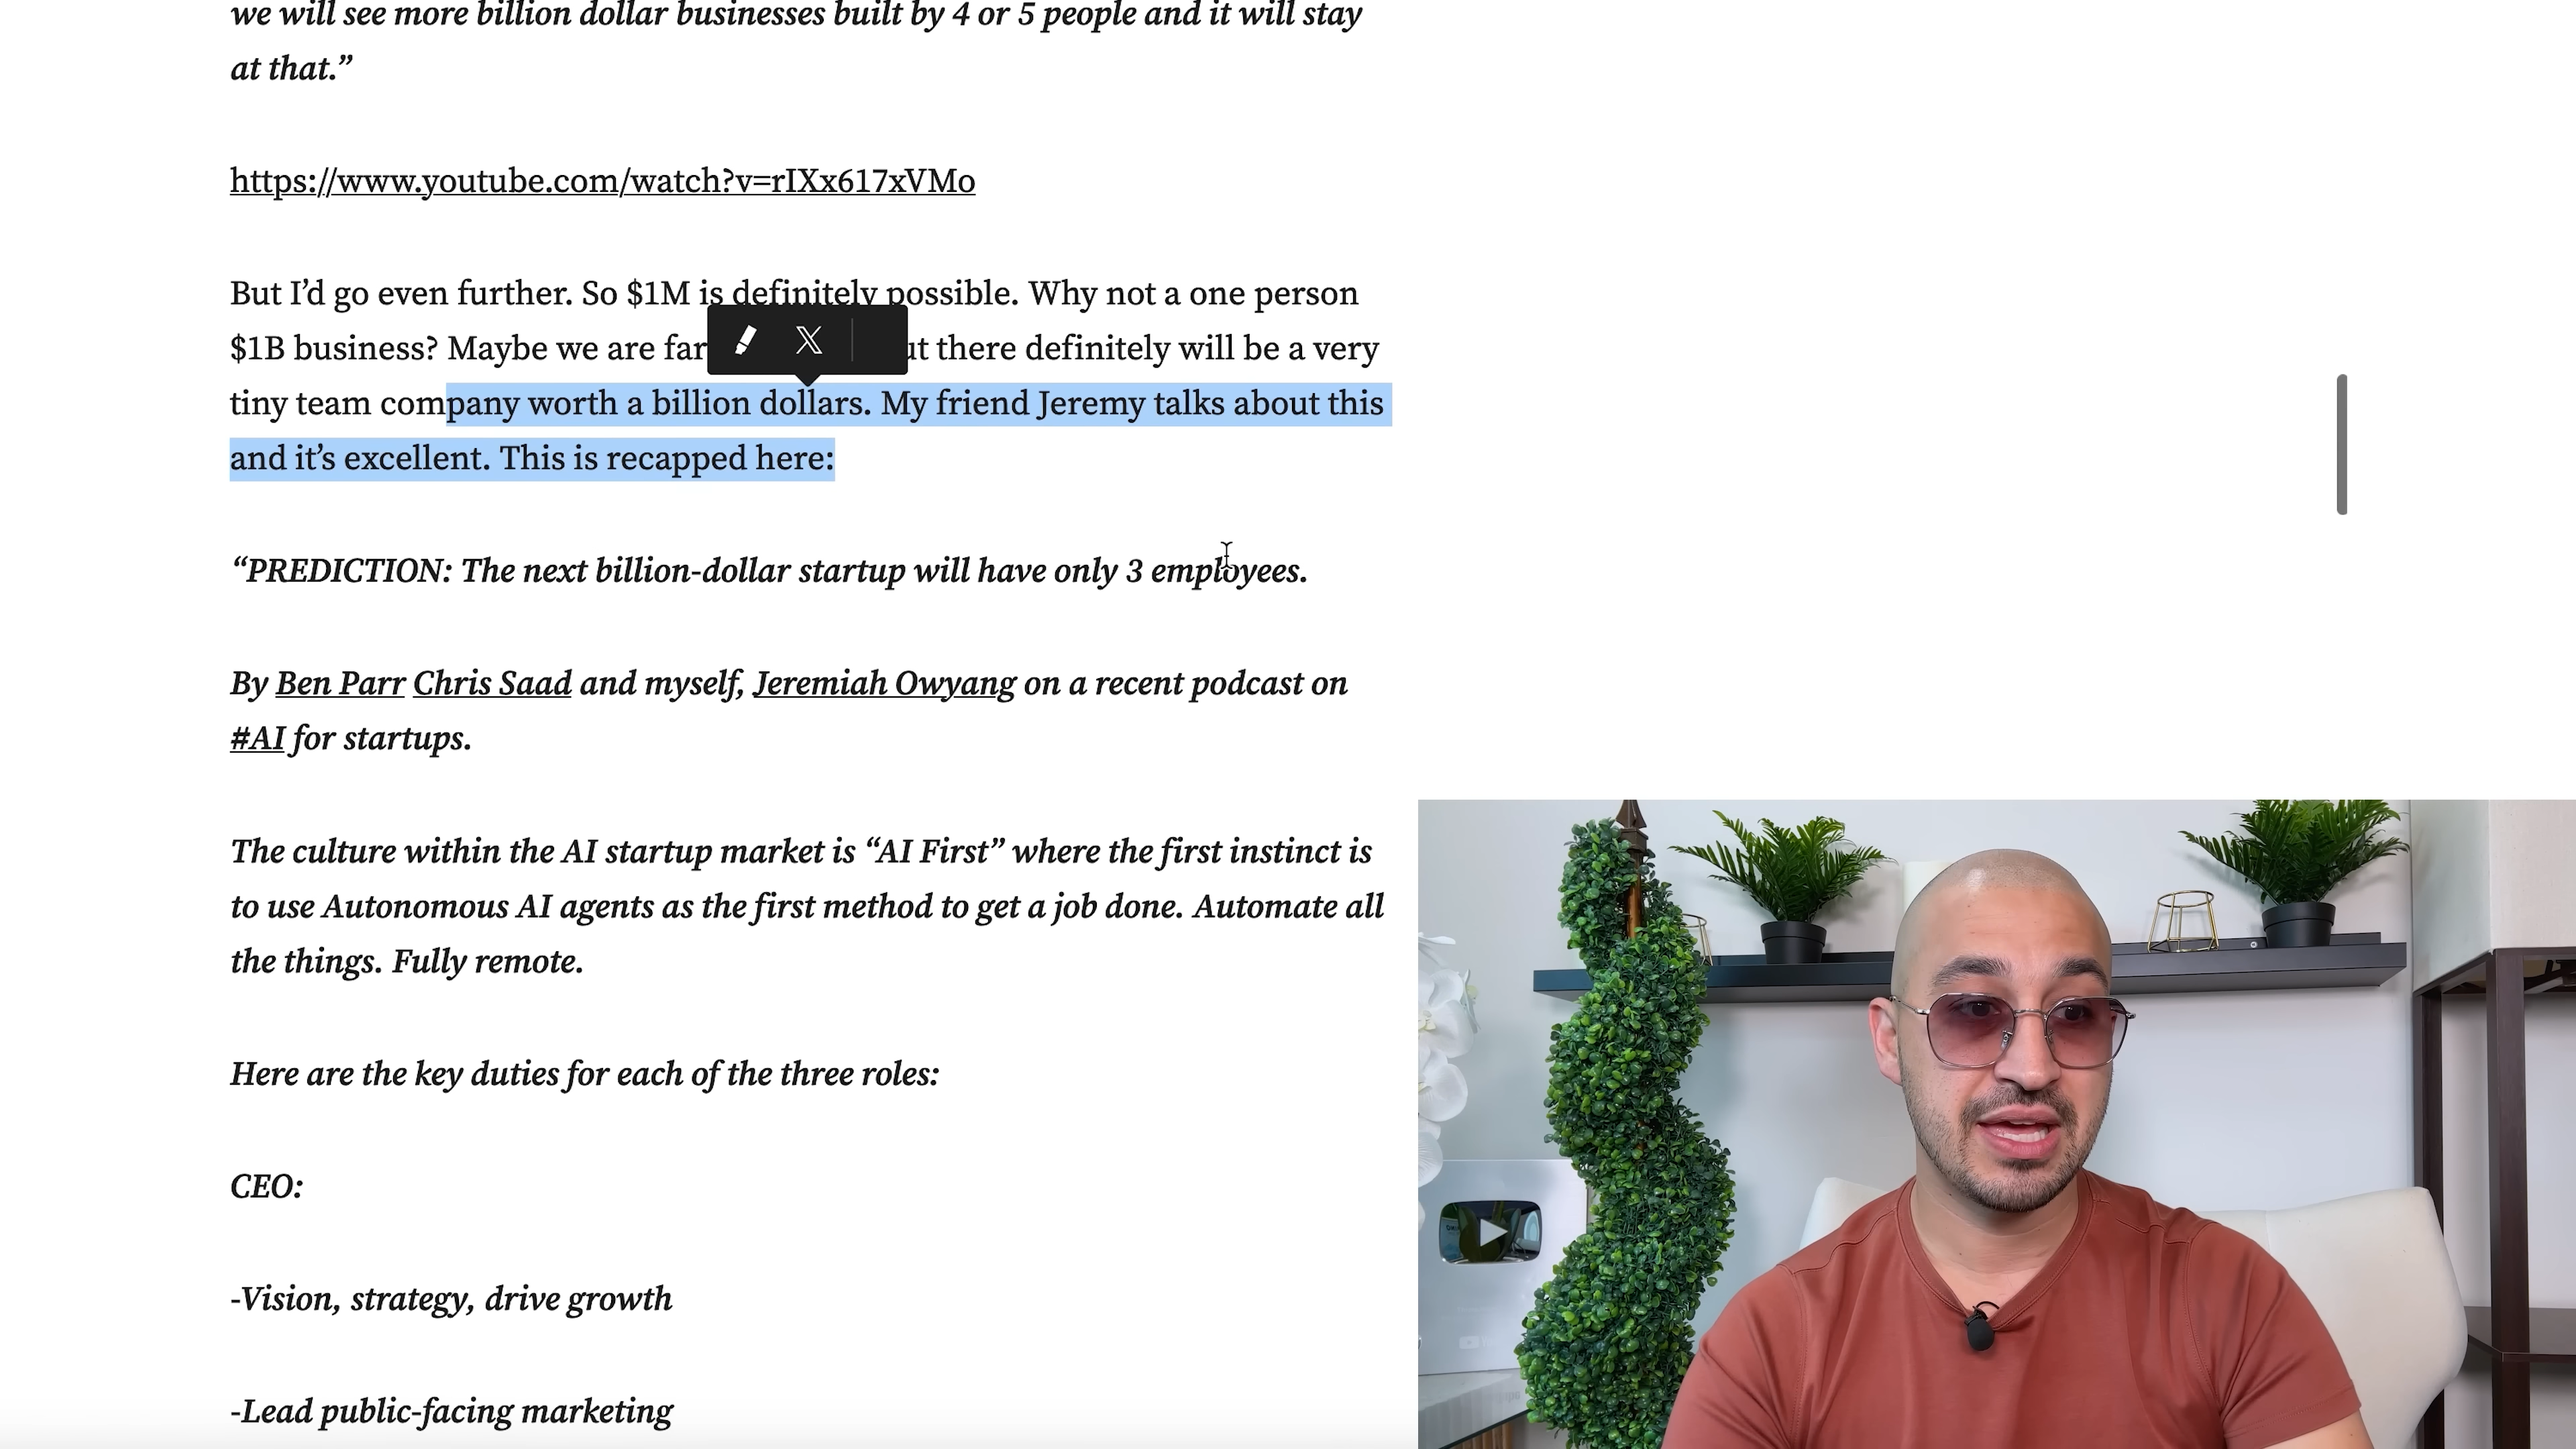 we will see more billion dollar businesses built by 4 or 5 people and it will stay
at that.”
https://www.youtube.com/watch?v=rIXx617xVMo
But I’d go even further. So $1M is definitely possible. Why not a one person
$1B business? Maybe we are far ut there definitely will be a very
tiny team company worth a billion dollars. My friend Jeremy talks about this
and it’s excellent. This is recapped here:
“PREDICTION: The next billion-dollar startup will have only 3 employees.
By Ben Parr Chris Saad and myself, Jeremiah Owyang on a recent podcast on
#AI for startups.
The culture within the AI startup market is “AI First” where the first instinct is
to use Autonomous AI agents as the first method to get a job done. Automate all
the things. Fully remote.
Here are the key duties for each of the three roles:
CEO:
-Vision, strategy, drive growth
-Lead public-facing marketing